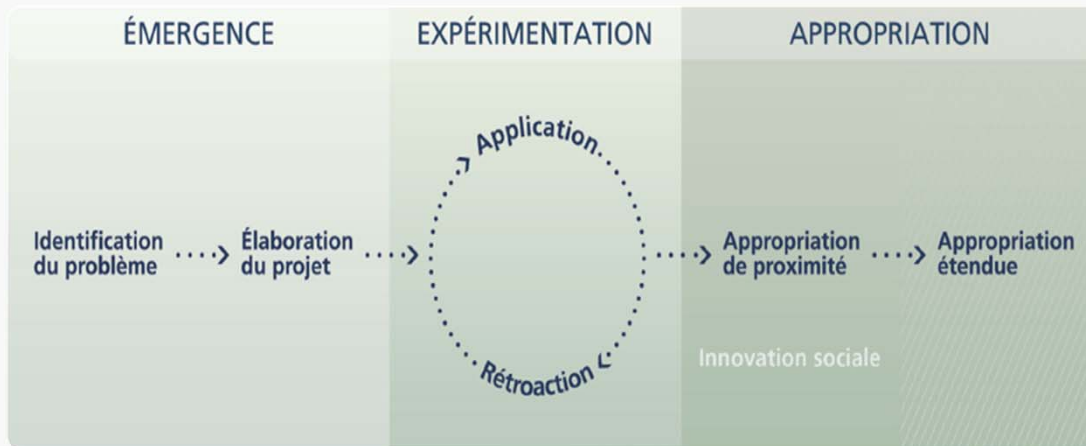 ÉMERGENCE
EXPÉRIMENTATION
APPROPRIATION
Application
Identification
du problème
Élaboration
du projet
Appropriation
de proximité
Appropriation
étendue
Rétroaction
Innovation sociale